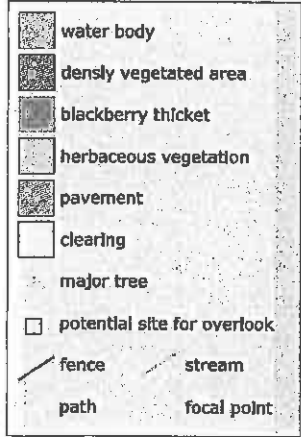 water body
densly vegetated area
blackberry thicket
herbaceous vegetation
pavement
clearing
major tree
potential site for overlook
fence stream
path focal point